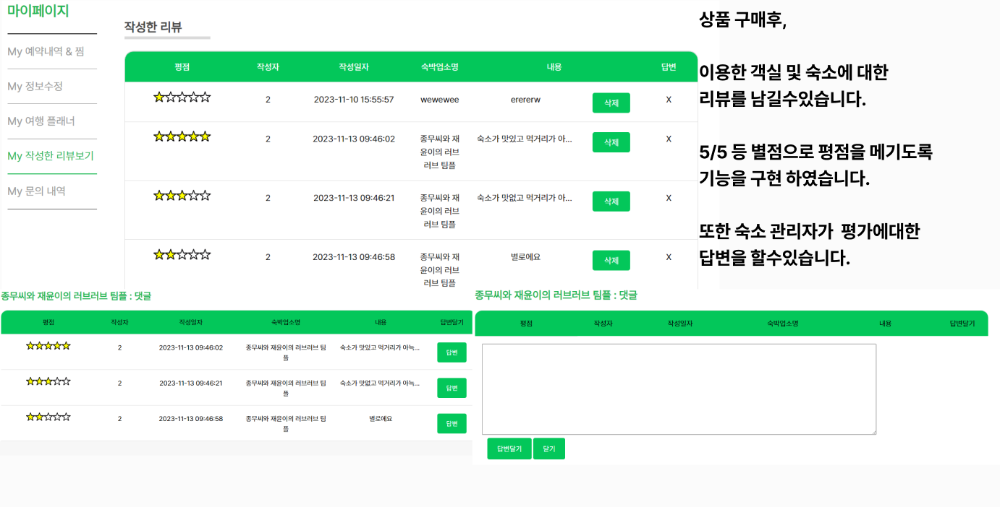 마이페이지
My 예약내역 & 찜
My 정보수정
My 여행 플래너
My 작성한 리뷰보기
My 문의 내역
작성한 리뷰
평점 작성자 작성일자 숙박업소명 내용 답변
2 2023-11-10 15:55:57 wewewee erererw 삭제 X
2 2023-11-13 09:46:02 종무씨와 재 숙소가 맛있고 먹거리가 아... 삭제 X
윤이의 러브
러브 팀플
2 2023-11-13 09:46:21 종무씨와 재 숙소가 맛없고 먹거리가 아... 삭제 X
윤이의 러브
러브 팀플
2 2023-11-13 09:46:58 종무씨와 재 별로에요 삭제 X
윤이의 러브
러브 팀플
상품 구매후,
이용한 객실 및 숙소에 대한
리뷰를 남길수있습니다.
5/5 등 별점으로 평점을 메기도록
기능을 구현 하였습니다.
또한 숙소 관리자가 평가에대한
답변을 할수있습니다.
종무씨와 재윤이의 러브러브 팀플 : 댓글
평점 작성자 작성일자 숙박업소명 내용 답변달기
2 2023-11-13 09:46:02 종무씨와 재윤이의 러브러브 팀 숙소가 맛있고 먹거리가 아늑... 답변
플
2 2023-11-13 09:46:21 종무씨와 재윤이의 러브러브 팀 숙소가 맛없고 먹거리가 아늑... 답변
플
2 2023-11-13 09:46:58 종무씨와 재윤이의 러브러브 팀 별로에요 답변
플
종무씨와 재윤이의 러브러브 팀플 : 댓글
평점 작성자 작성일자 숙박업소명 내용 답변달기
답변달기 닫기